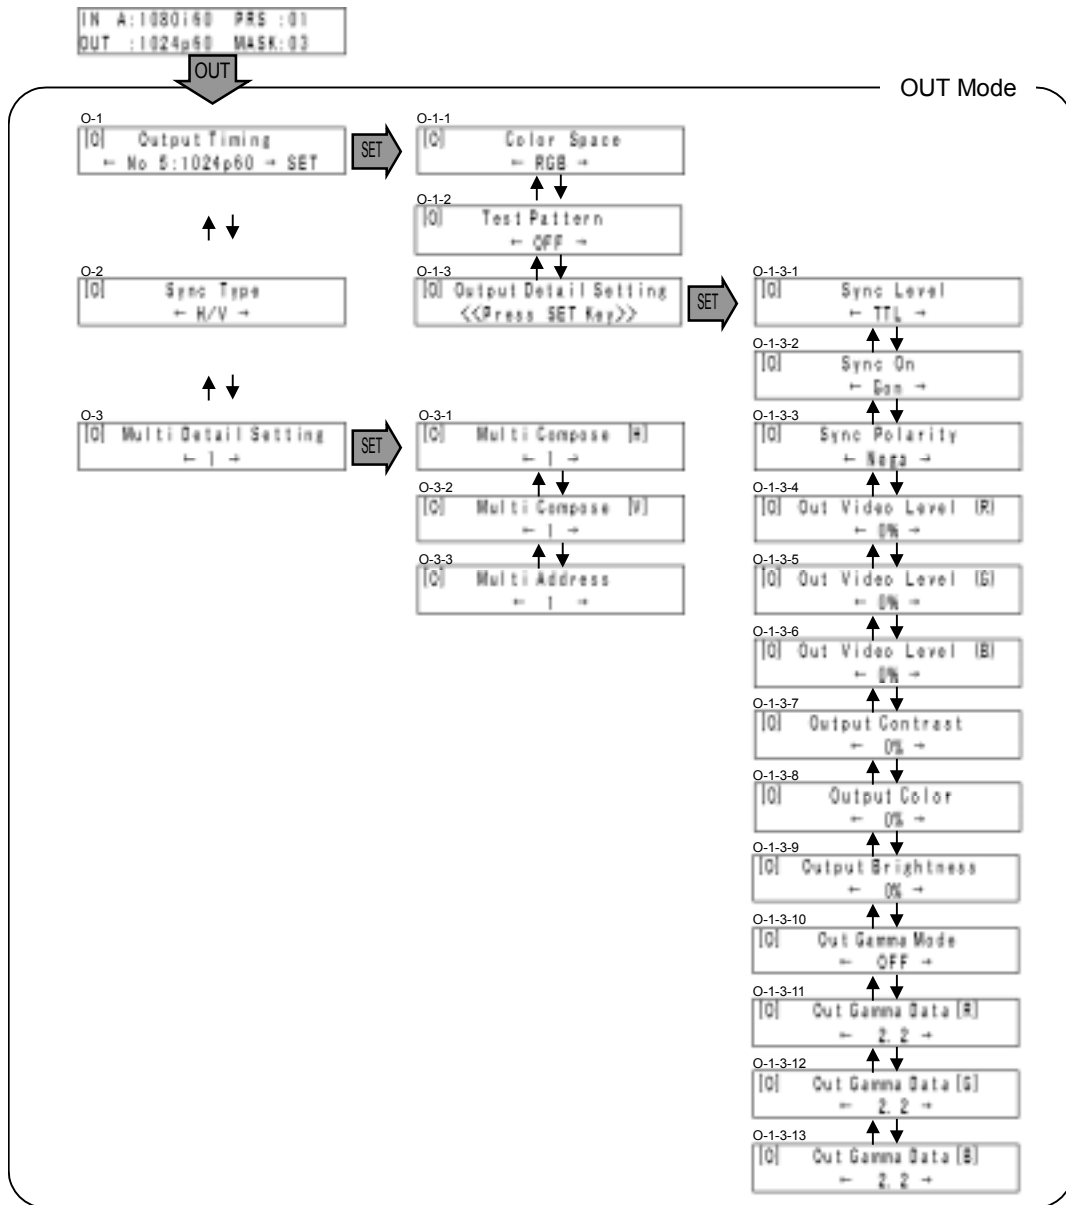 IN A:1080i60 PRS :01
OUT :1024p60 MASK:03
OUT
OUT Mode
O-1
[O] Output Timing
← No 5:1024p60 → SET
SET
O-1-1
[O] Color Space
← RGB →
O-1-2
[O] Test Pattern
← OFF →
O-2
[O] Sync Type
← H/V →
O-1-3
[O] Output Detail Setting
<<Press SET Key>>
SET
O-1-3-1
[O] Sync Level
← TTL →
O-1-3-2
[O] Sync On
← Gon →
O-3
[O] Multi Detail Setting
← 1 →
SET
O-3-1
[O] Multi Compose [H]
← 1 →
O-3-2
[O] Multi Compose [V]
← 1 →
O-3-3
[O] Multi Address
← 1 →
O-1-3-3
[O] Sync Polarity
← Nega →
O-1-3-4
[O] Out Video Level (R)
← 0% →
O-1-3-5
[O] Out Video Level (G)
← 0% →
O-1-3-6
[O] Out Video Level (B)
← 0% →
O-1-3-7
[O] Output Contrast
← 0% →
O-1-3-8
[O] Output Color
← 0% →
O-1-3-9
[O] Output Brightness
← 0% →
O-1-3-10
[O] Out Gamma Mode
← OFF →
O-1-3-11
[O] Out Gamma Data [R]
← 2.2 →
O-1-3-12
[O] Out Gamma Data [G]
← 2.2 →
O-1-3-13
[O] Out Gamma Data [B]
← 2.2 →